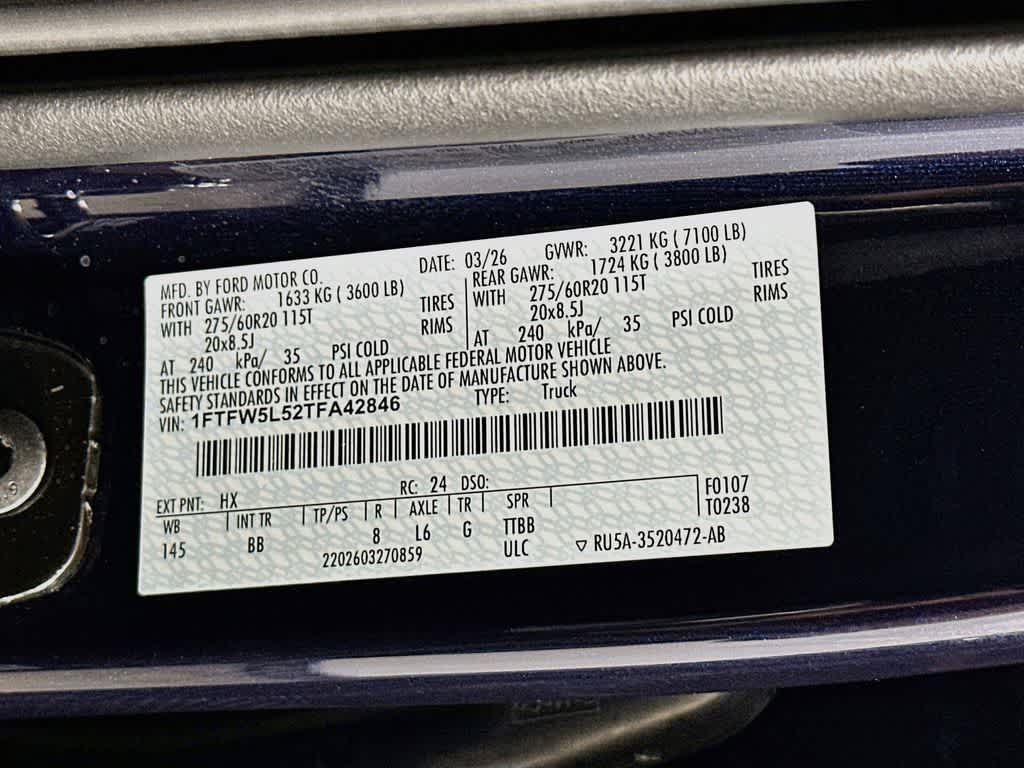 MFD. BY FORD MOTOR CO.
DATE: 03/26 GVWR: 3221 KG ( 7100 LB)
FRONT GAWR: 1633 KG ( 3600 LB)
WITH 275/60R20 115T TIRES
20x8.5J RIMS
AT 240 kPa/ 35 PSI COLD
REAR GAWR: 1724 KG ( 3800 LB)
WITH 275/60R20 115T TIRES
20x8.5J RIMS
AT 240 kPa/ 35 PSI COLD
THIS VEHICLE CONFORMS TO ALL APPLICABLE FEDERAL MOTOR VEHICLE
SAFETY STANDARDS IN EFFECT ON THE DATE OF MANUFACTURE SHOWN ABOVE.
VIN: 1FTFW5L52TFA42846 TYPE: Truck
EXT PNT: HX RC: 24 DSO:
WB INT TR TP/PS R AXLE TR SPR F0107
145 BB 8 L6 G TTBB T0238
2202603270859 ULC ▽ RU5A-3520472-AB